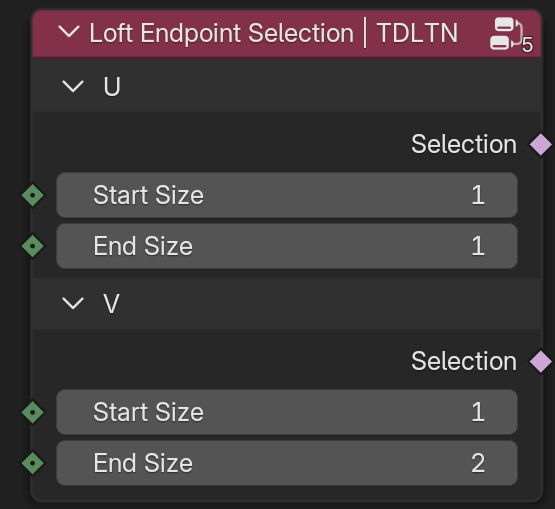 Loft Endpoint Selection | TDLTN 5
U
Selection
Start Size 1
End Size 1
V
Selection
Start Size 1
End Size 2